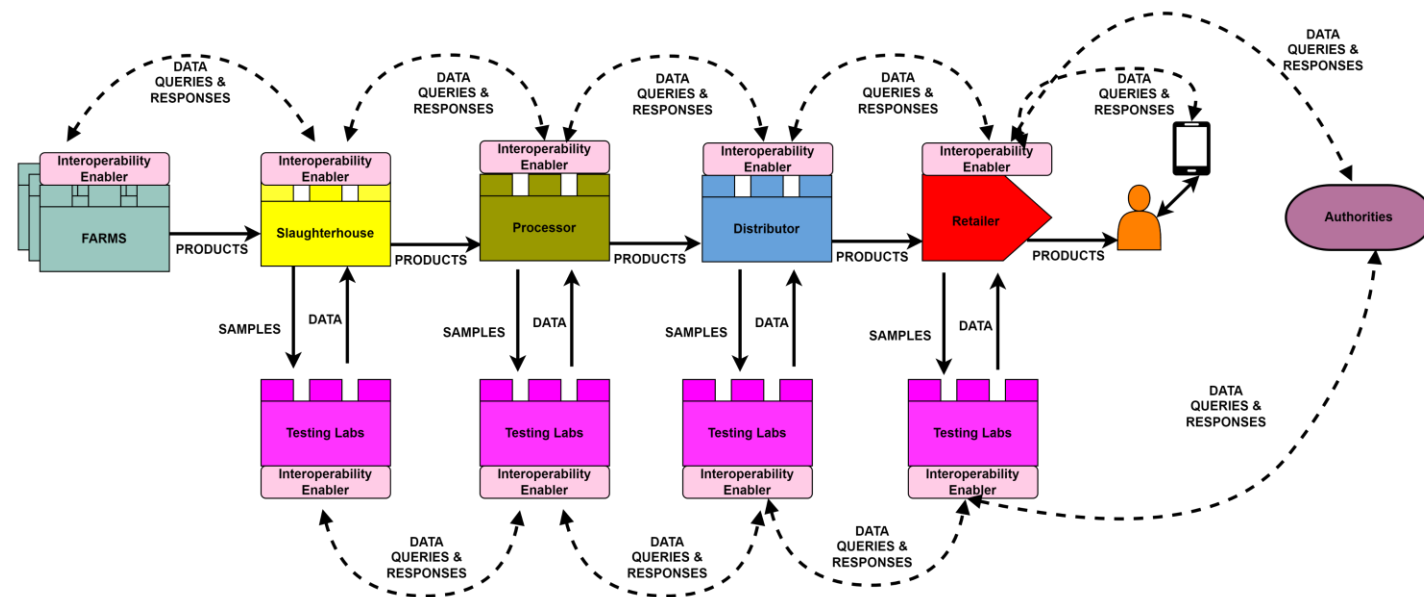 DATA
QUERIES &
RESPONSES
DATA
QUERIES &
RESPONSES
DATA
QUERIES &
RESPONSES
DATA
QUERIES &
RESPONSES
DATA
QUERIES &
RESPONSES
DATA
QUERIES &
RESPONSES
Interoperability
Enabler
Interoperability
Enabler
Interoperability
Enabler
Interoperability
Enabler
Interoperability
Enabler
FARMS
Slaughterhouse
Processor
Distributor
Retailer
Authorities
PRODUCTS
PRODUCTS
PRODUCTS
PRODUCTS
PRODUCTS
SAMPLES
DATA
SAMPLES
DATA
SAMPLES
DATA
SAMPLES
DATA
Testing Labs
Testing Labs
Testing Labs
Testing Labs
Interoperability
Enabler
Interoperability
Enabler
Interoperability
Enabler
Interoperability
Enabler
DATA
QUERIES &
RESPONSES
DATA
QUERIES &
RESPONSES
DATA
QUERIES &
RESPONSES
DATA
QUERIES &
RESPONSES